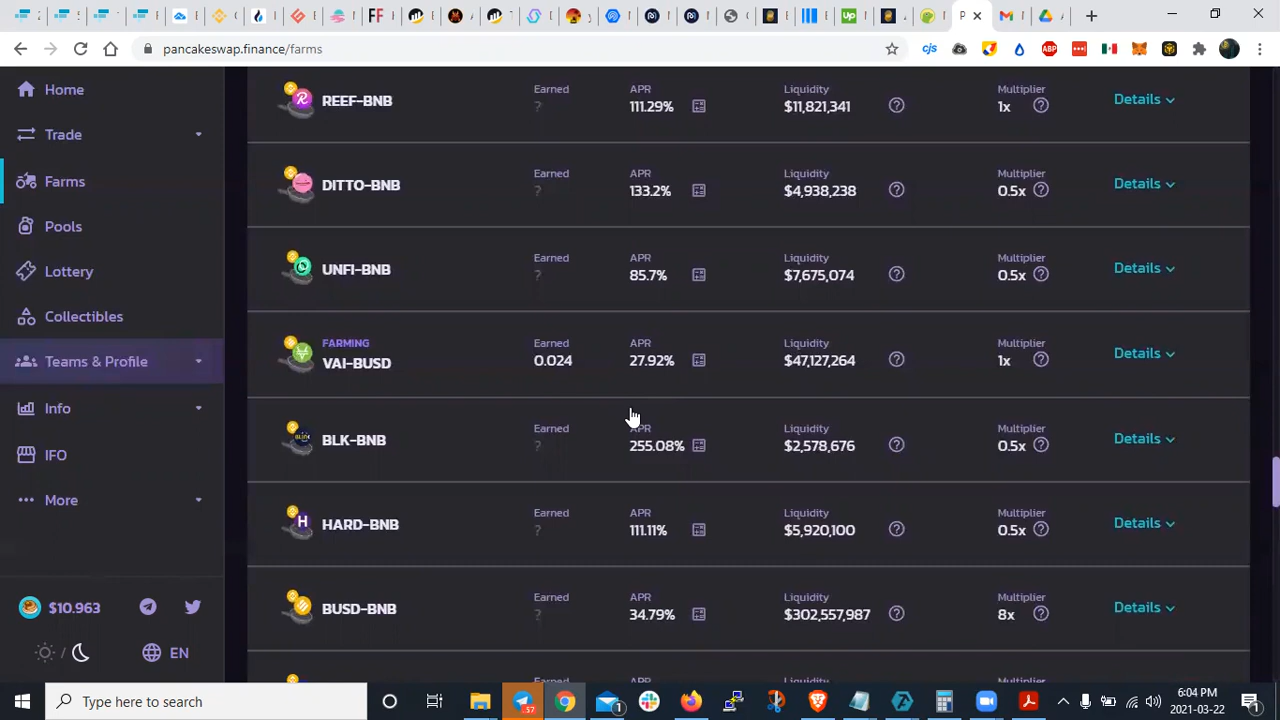 pancakeswap.finance/farms
cjs
ABP
Home
Trade
Farms
Pools
Lottery
Collectibles
Teams & Profile
Info
IFO
More
$10.963
EN
REEF-BNB
Earned
?
APR
111.29%
Liquidity
$11,821,341
Multiplier
1x
Details
DITTO-BNB
Earned
?
APR
133.2%
Liquidity
$4,938,238
Multiplier
0.5x
Details
UNFI-BNB
Earned
?
APR
85.7%
Liquidity
$7,675,074
Multiplier
0.5x
Details
FARMING
VAI-BUSD
Earned
0.024
APR
27.92%
Liquidity
$47,127,264
Multiplier
1x
Details
BLK-BNB
Earned
?
APR
255.08%
Liquidity
$2,578,676
Multiplier
0.5x
Details
HARD-BNB
Earned
?
APR
111.11%
Liquidity
$5,920,100
Multiplier
0.5x
Details
BUSD-BNB
Earned
?
APR
34.79%
Liquidity
$302,557,987
Multiplier
8x
Details
Type here to search
57
1
6:04 PM
2021-03-22
1